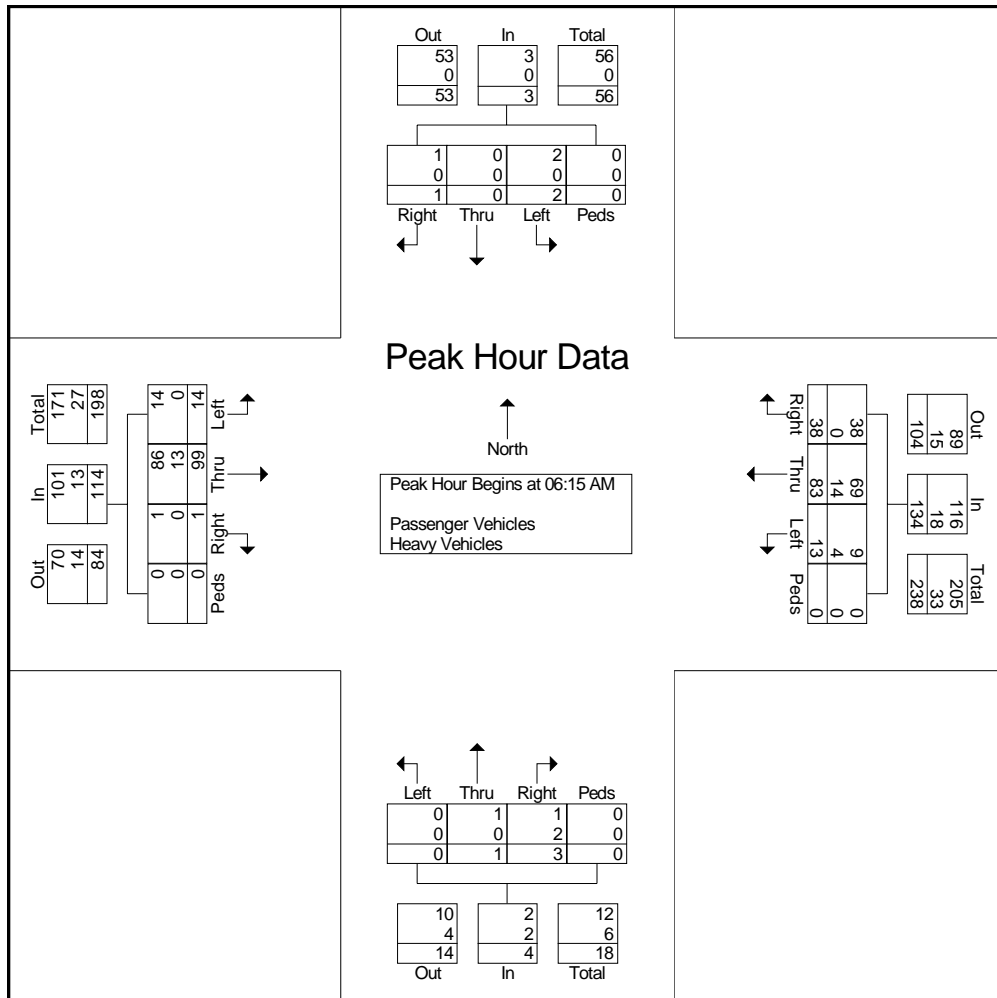 Out In Total
53 3 56
0 0 0
53 3 56
1 0 2 0
0 0 0 0
1 0 2 0
Right Thru Left Peds
Peak Hour Data
North
Peak Hour Begins at 06:15 AM
Passenger Vehicles
Heavy Vehicles
Total In Out
171 101 70
27 13 14
198 114 84
Left Thru Right Peds
14 86 1 0
0 13 0 0
14 99 1 0
Right Thru Left Peds
38 69 9 0
0 14 4 0
38 83 13 0
Out In Total
89 116 205
15 18 33
104 134 238
Left Thru Right Peds
0 1 1 0
0 0 2 0
0 1 3 0
10 2 12
4 2 6
14 4 18
Out In Total